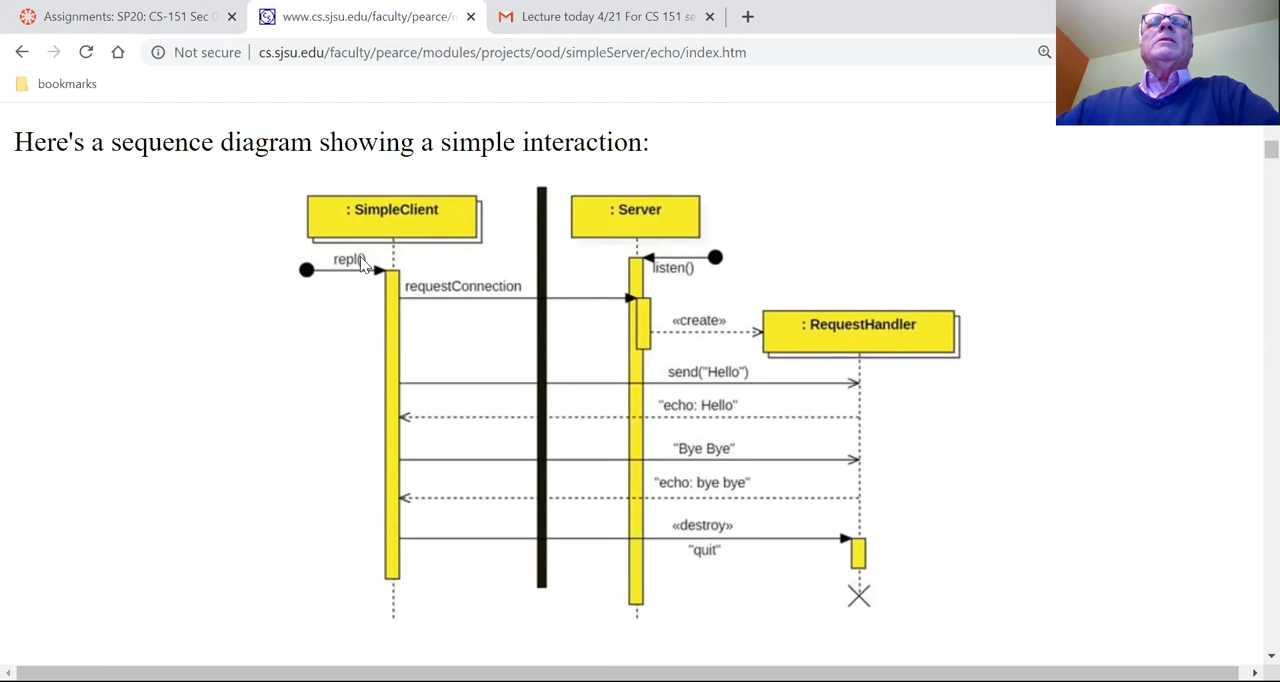 Assignments: SP20: CS-151 Sec
www.cs.sjsu.edu/faculty/pearce/
Lecture today 4/21 For CS 151 se
Not secure
cs.sjsu.edu/faculty/pearce/modules/projects/ood/simpleServer/echo/index.htm
bookmarks
Here's a sequence diagram showing a simple interaction:
: SimpleClient
: Server
repl()
listen()
requestConnection
«create»
: RequestHandler
send("Hello")
"echo: Hello"
"Bye Bye"
"echo: bye bye"
«destroy»
"quit"